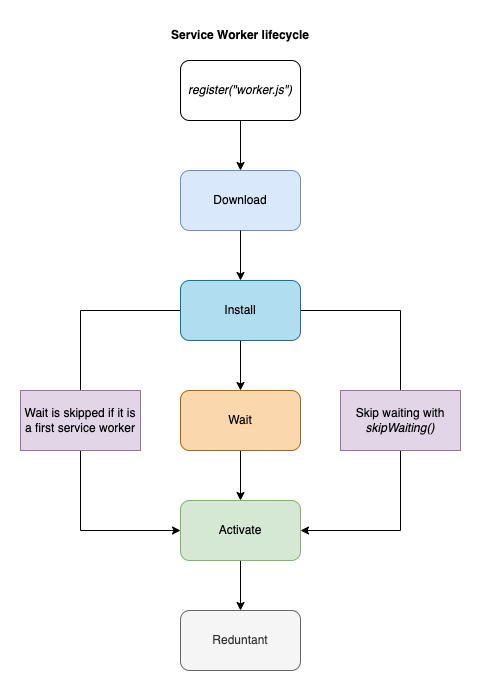 Service Worker lifecycle
register("worker.js")
Download
Install
Wait is skipped if it is
a first service worker
Wait
Skip waiting with
skipWaiting()
Activate
Reduntant